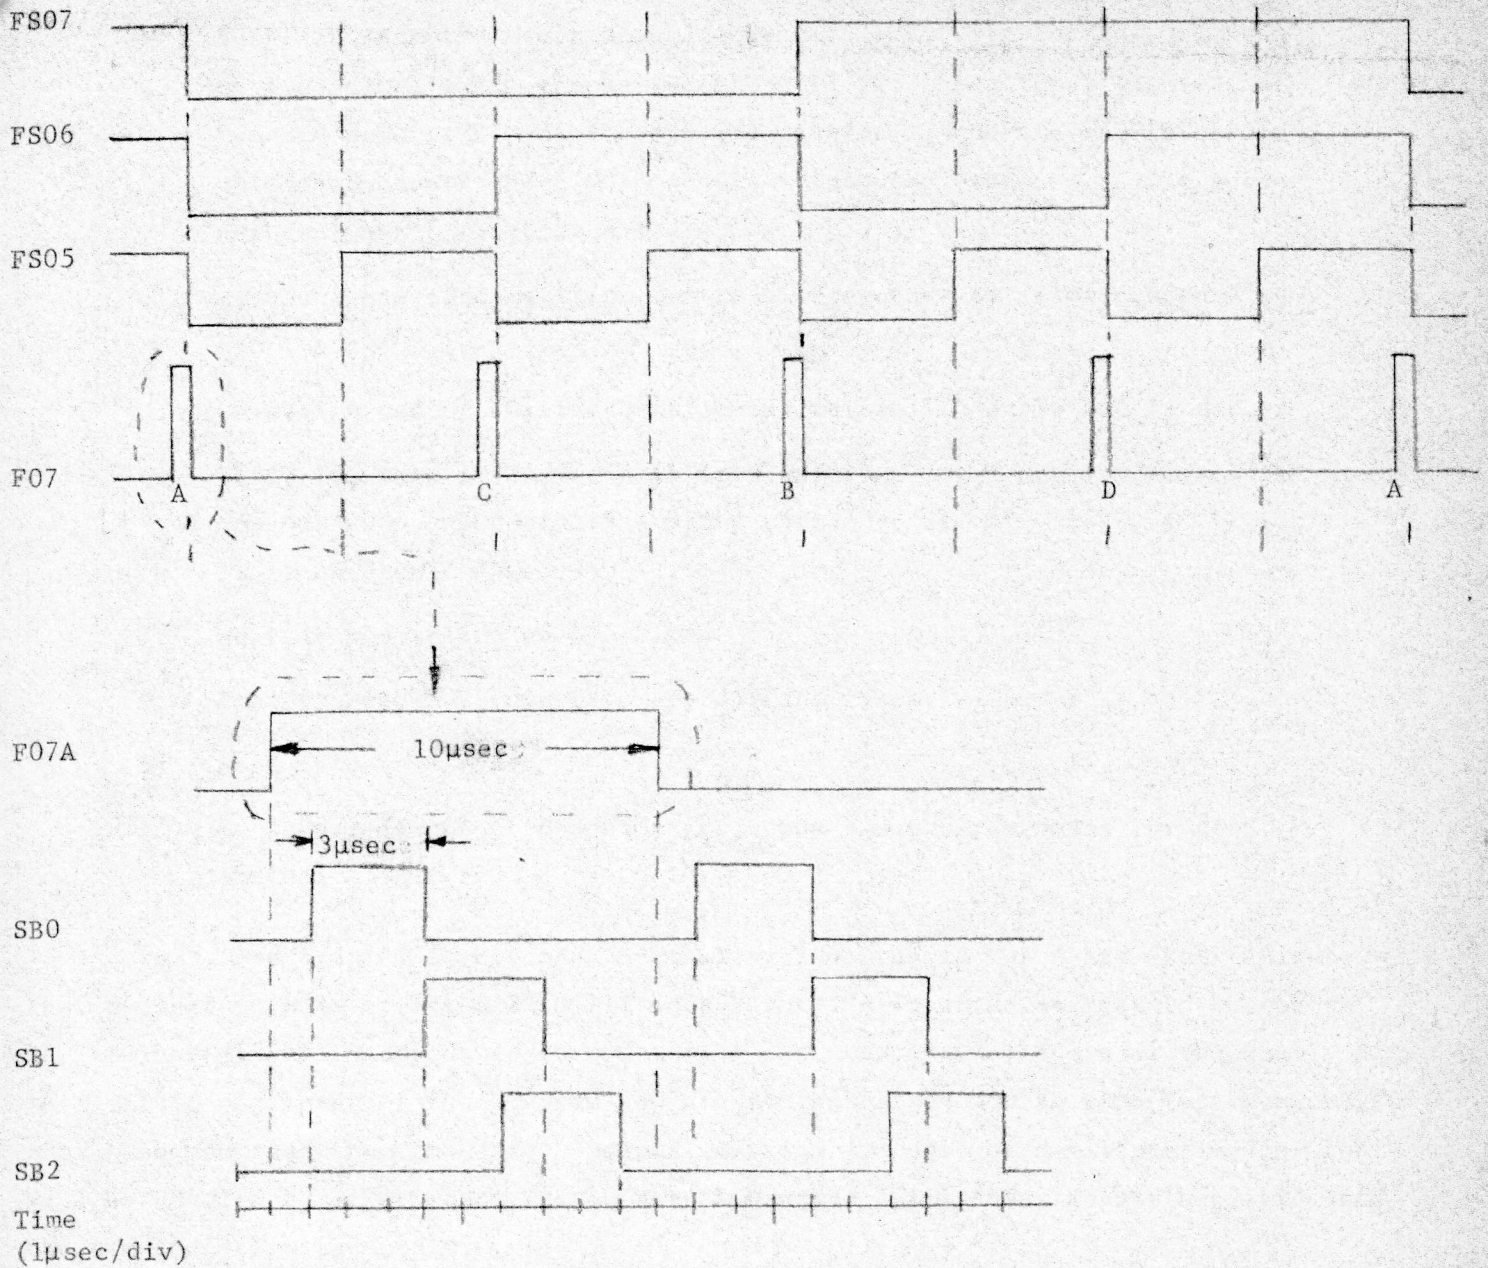 FS07
FS06
FS05
F07
A C B D A
F07A
10μsec
3μsec
SB0
SB1
SB2
Time
(1μsec/div)